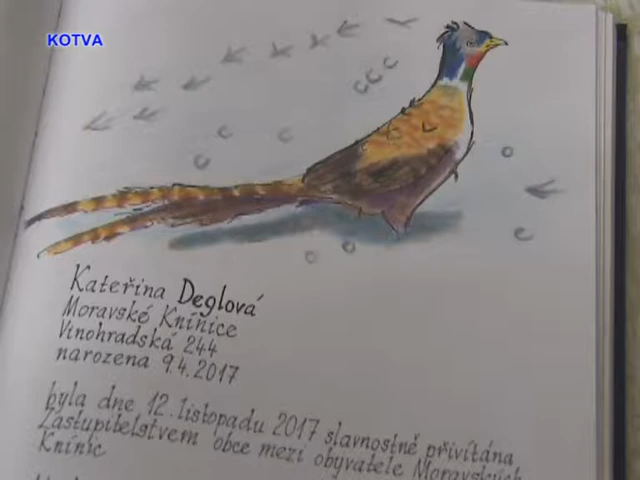 KOTVA
Kateřina Deglová
Moravské Knínice
Vinohradská 244
narozena 9.4.2017
byla dne 12. listopadu 2017 slavnostně přivítána
Zastupitelstvem obce mezi obyvatele Moravských
Knínic